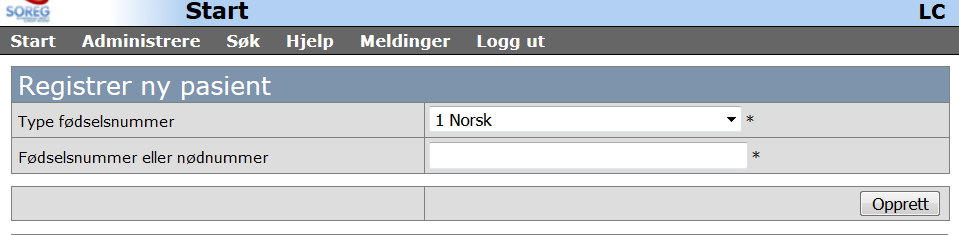 SOREG
Start
LC
Start Administrere Søk Hjelp Meldinger Logg ut
Registrer ny pasient
Type fødselsnummer 1 Norsk *
Fødselsnummer eller nødnummer *
Opprett